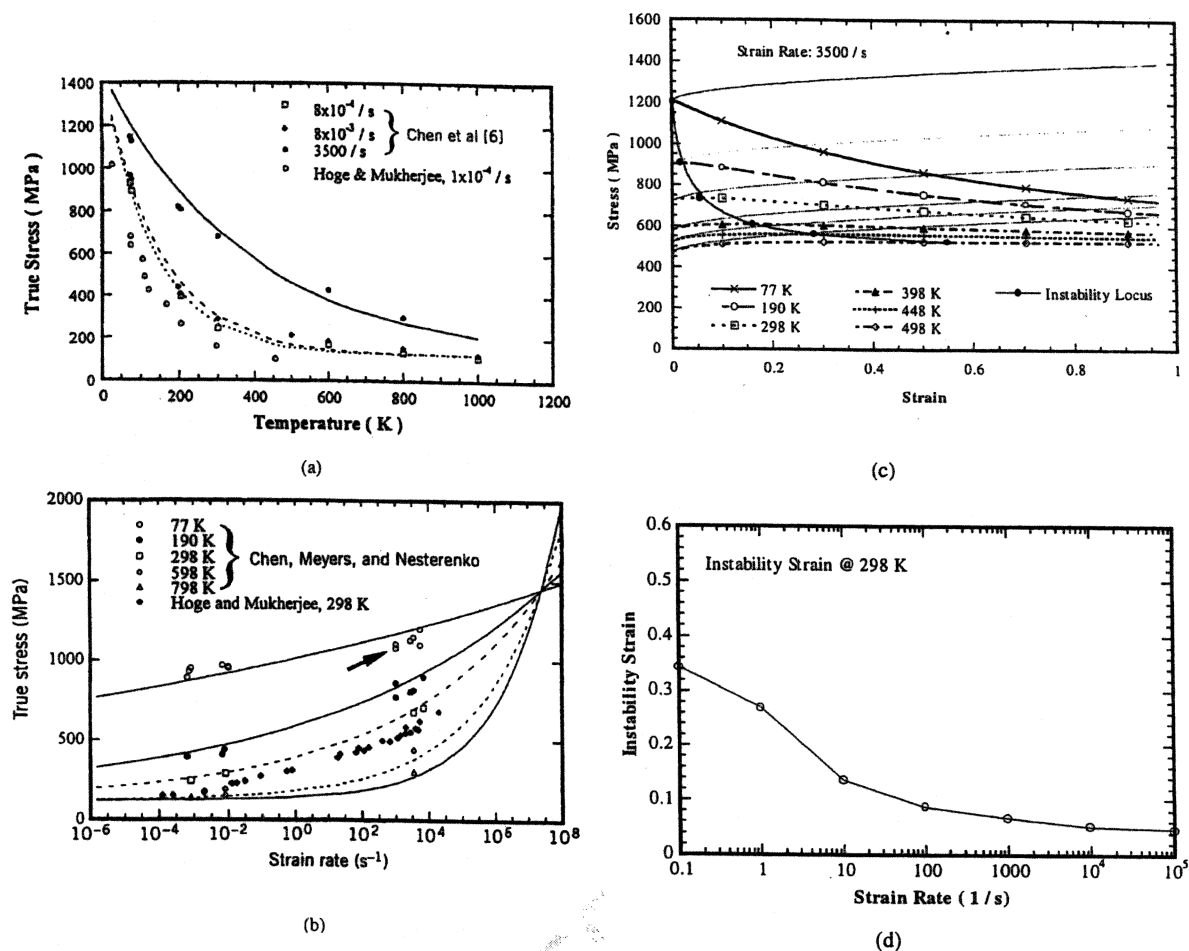 1400
1200
1000
800
600
400
200
0
True Stress ( MPa)
8x10⁻⁴ / s
8x10⁻³ / s
3500 / s
Chen et al [6]
Hoge & Mukherjee, 1x10⁻⁴ / s
0 200 400 600 800 1000 1200
Temperature ( K )
(a)
1600
1400
1200
1000
800
600
400
200
0
Stress ( MPa)
Strain Rate: 3500 / s
77 K
190 K
298 K
398 K
448 K
498 K
Instability Locus
0 0.2 0.4 0.6 0.8 1
Strain
(c)
2000
1500
1000
500
0
True stress (MPa)
77 K
190 K
298 K
598 K
798 K
Chen, Meyers, and Nesterenko
Hoge and Mukherjee, 298 K
10⁻⁶ 10⁻⁴ 10⁻² 10⁰ 10² 10⁴ 10⁶ 10⁸
Strain rate (s⁻¹)
(b)
0.6
0.5
0.4
0.3
0.2
0.1
0
Instability Strain
Instability Strain @ 298 K
0.1 1 10 100 1000 10⁴ 10⁵
Strain Rate ( 1/ s)
(d)